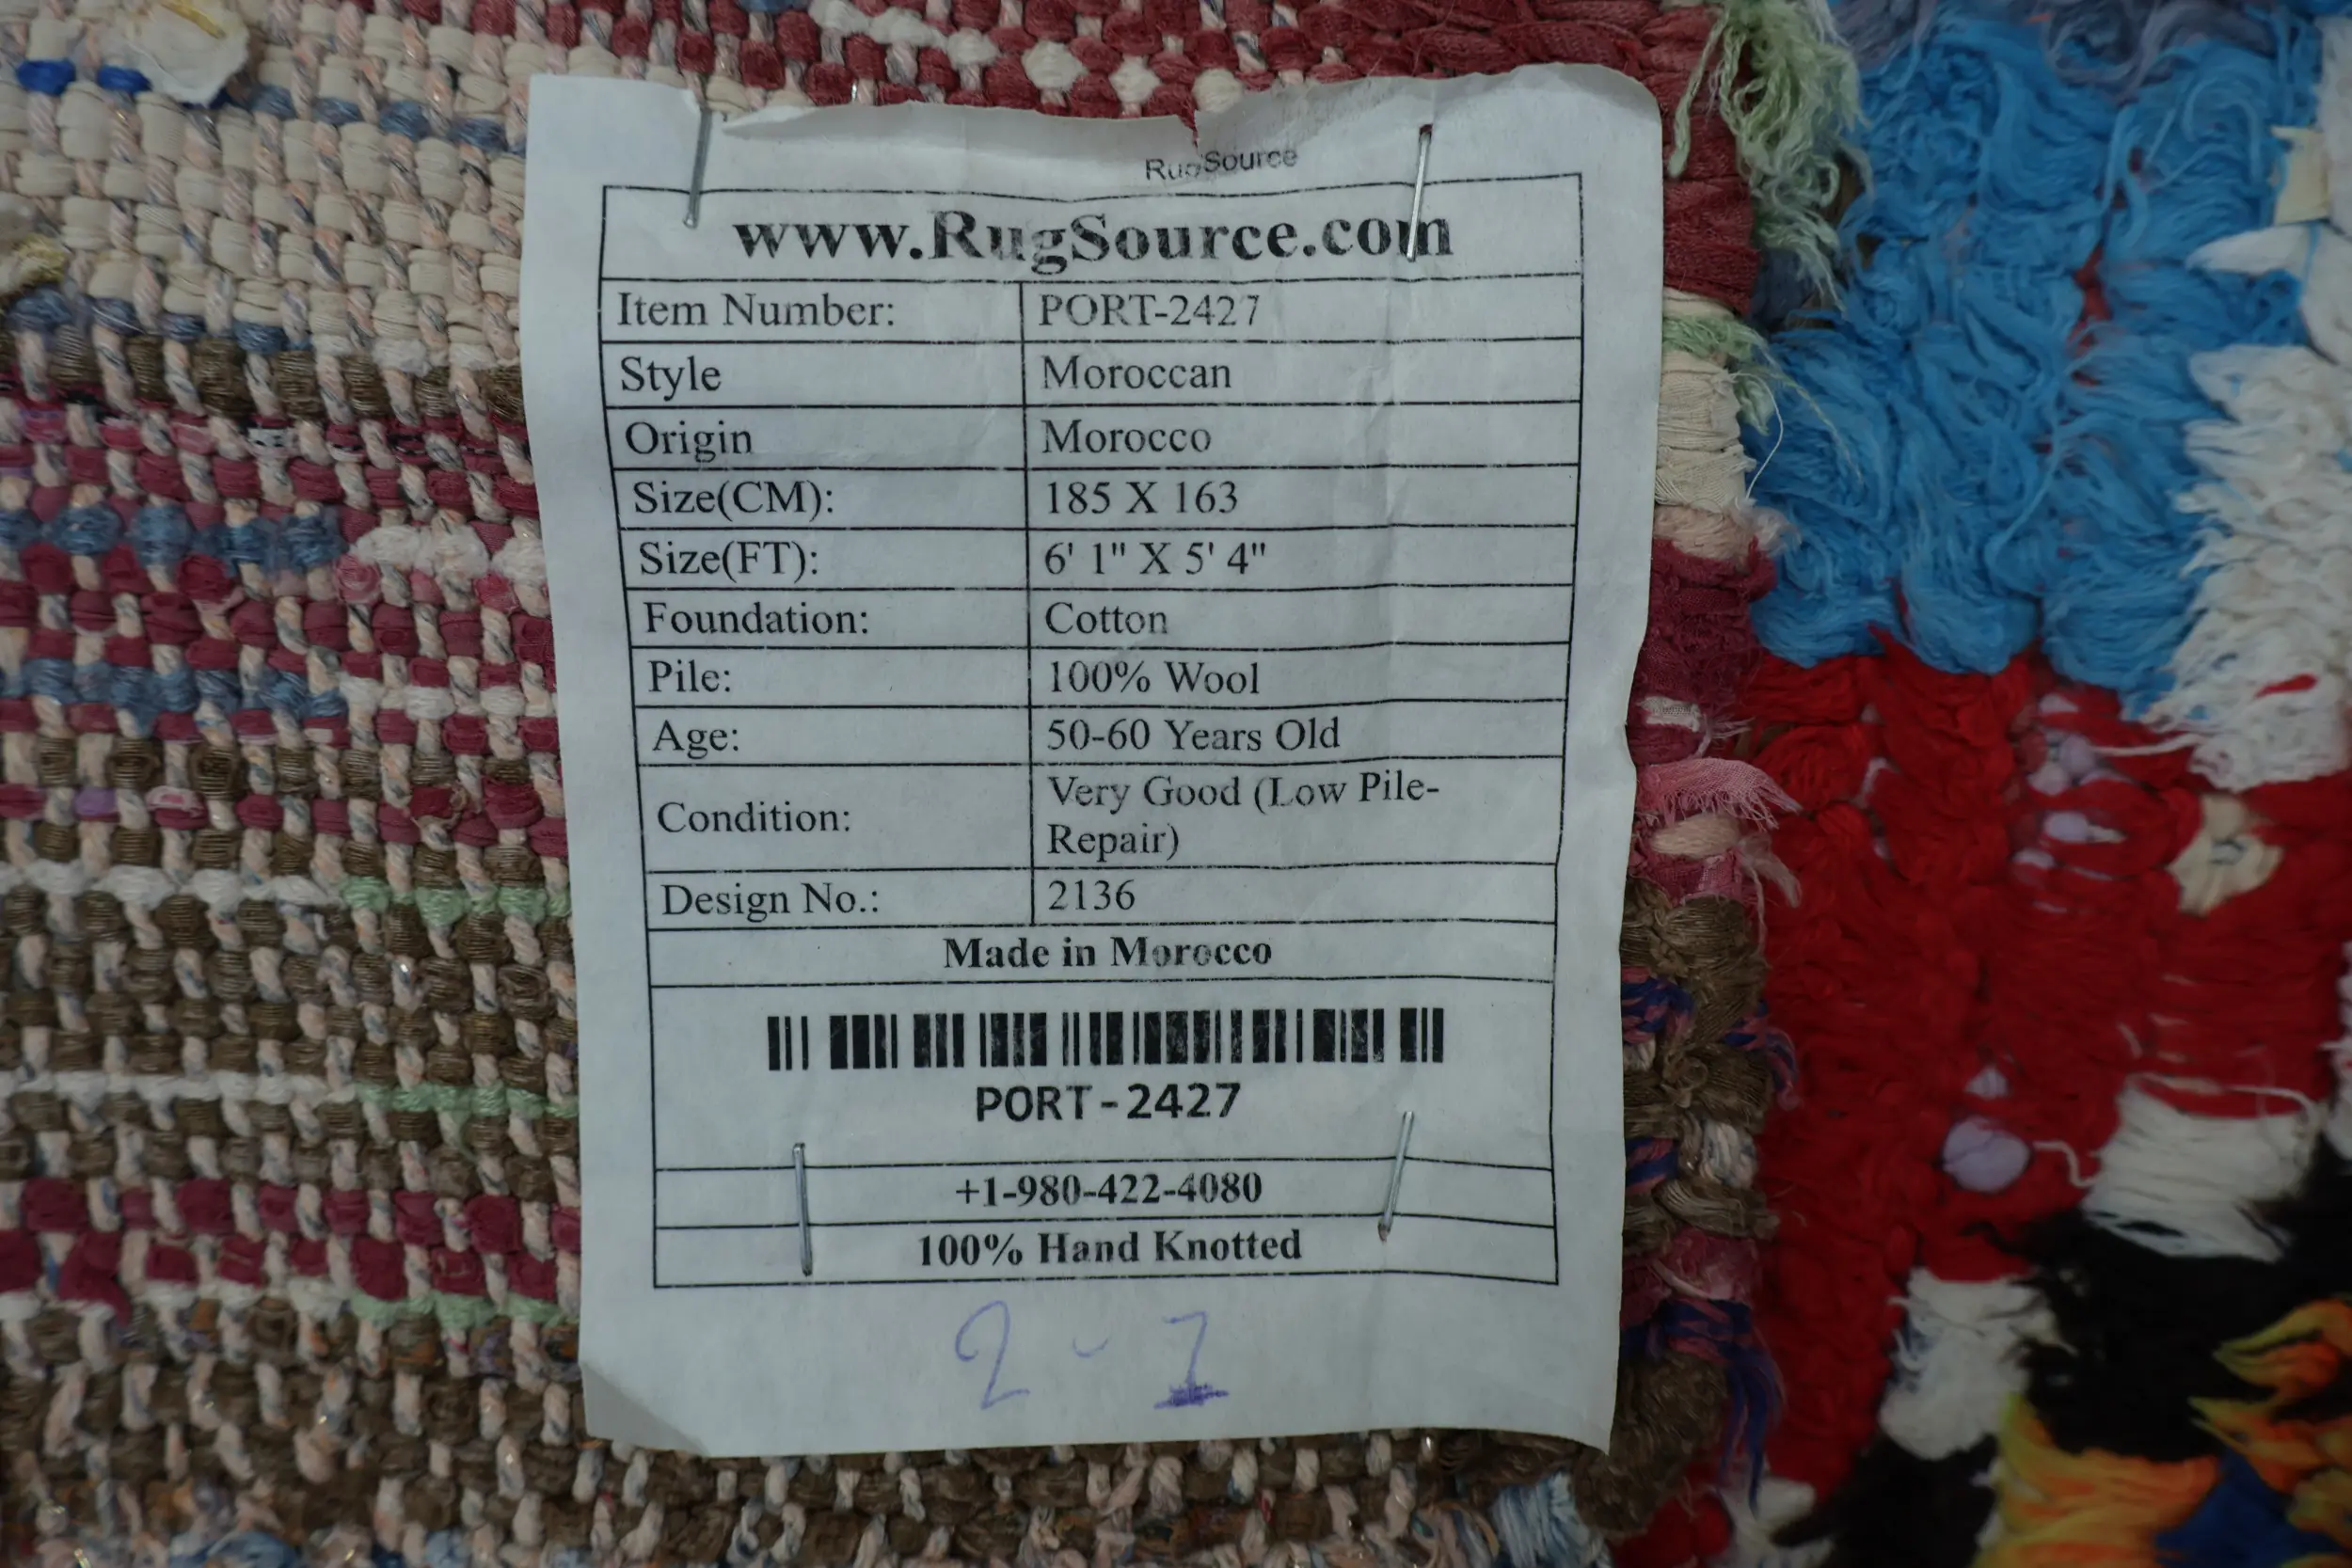 RugSource
www.RugSource.com
Item Number: PORT-2427
Style Moroccan
Origin Morocco
Size(CM): 185 X 163
Size(FT): 6' 1" X 5' 4"
Foundation: Cotton
Pile: 100% Wool
Age: 50-60 Years Old
Condition: Very Good (Low Pile-
Repair)
Design No.: 2136
Made in Morocco
PORT-2427
+1-980-422-4080
100% Hand Knotted
2 - 1